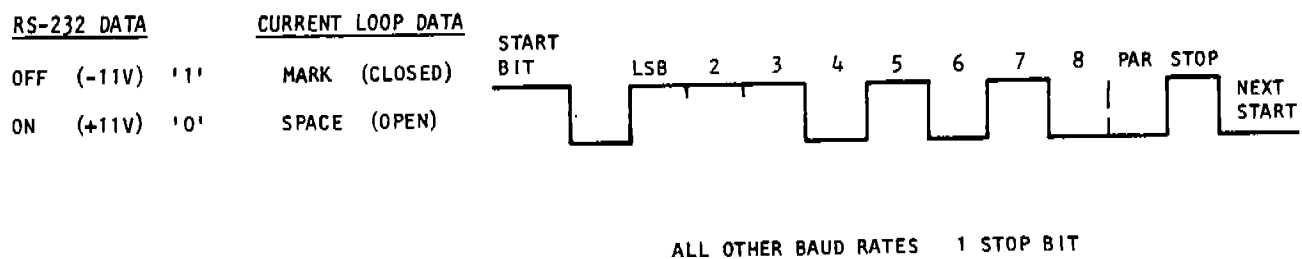 RS-232 DATA CURRENT LOOP DATA
OFF (-11V) '1' MARK (CLOSED)
ON (+11V) '0' SPACE (OPEN)
START
BIT LSB 2 3 4 5 6 7 8 PAR STOP
NEXT
START
ALL OTHER BAUD RATES 1 STOP BIT